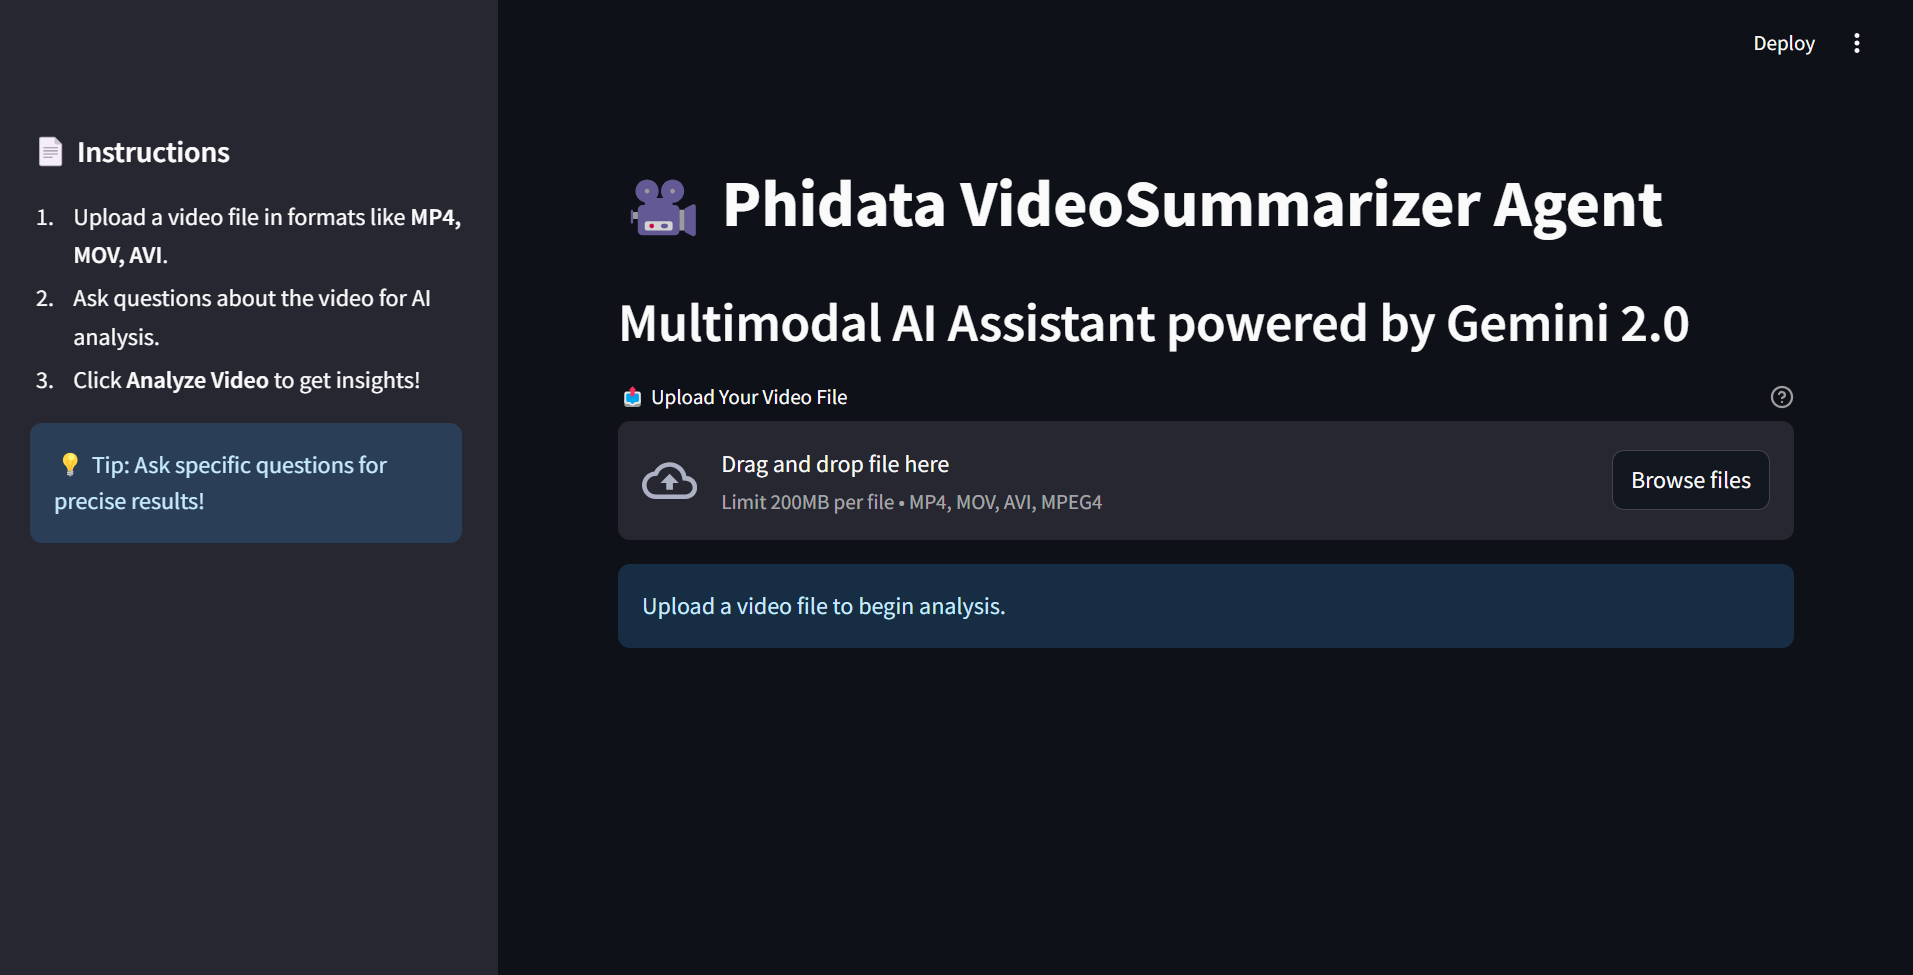 Deploy
Instructions
1. Upload a video file in formats like MP4,
MOV, AVI.
2. Ask questions about the video for AI
analysis.
3. Click Analyze Video to get insights!
Tip: Ask specific questions for
precise results!
Phidata VideoSummarizer Agent
Multimodal AI Assistant powered by Gemini 2.0
Upload Your Video File
Drag and drop file here
Limit 200MB per file • MP4, MOV, AVI, MPEG4
Browse files
Upload a video file to begin analysis.